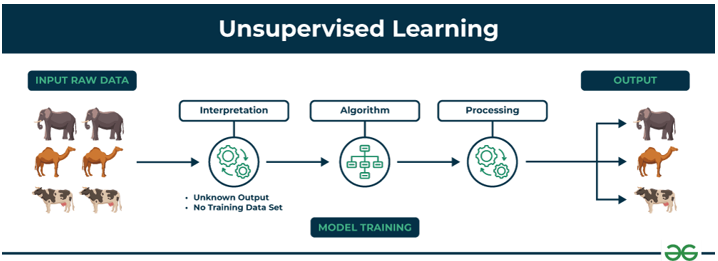 Unsupervised Learning
INPUT RAW DATA
OUTPUT
Interpretation
Algorithm
Processing
• Unknown Output
• No Training Data Set
MODEL TRAINING